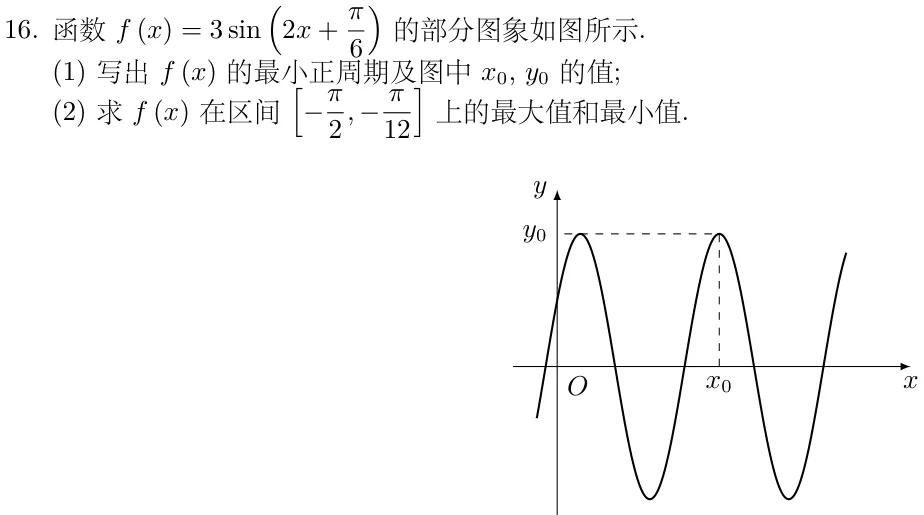 16. 函数 f (x) = 3 sin (2x + π/6) 的部分图象如图所示.
(1) 写出 f (x) 的最小正周期及图中 x₀, y₀ 的值;
(2) 求 f (x) 在区间 [−π/2, −π/12] 上的最大值和最小值.
y
y₀
O
x₀
x